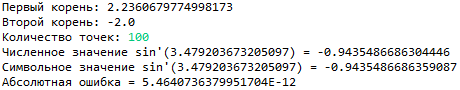 Первый корень: 2.2360679774998173
Второй корень: -2.0
Количество точек: 100
Численное значение sin'(3.479203673205097) = -0.9435486686304446
Символьное значение sin'(3.479203673205097) = -0.9435486686359087
Абсолютная ошибка = 5.4640736379951704E-12